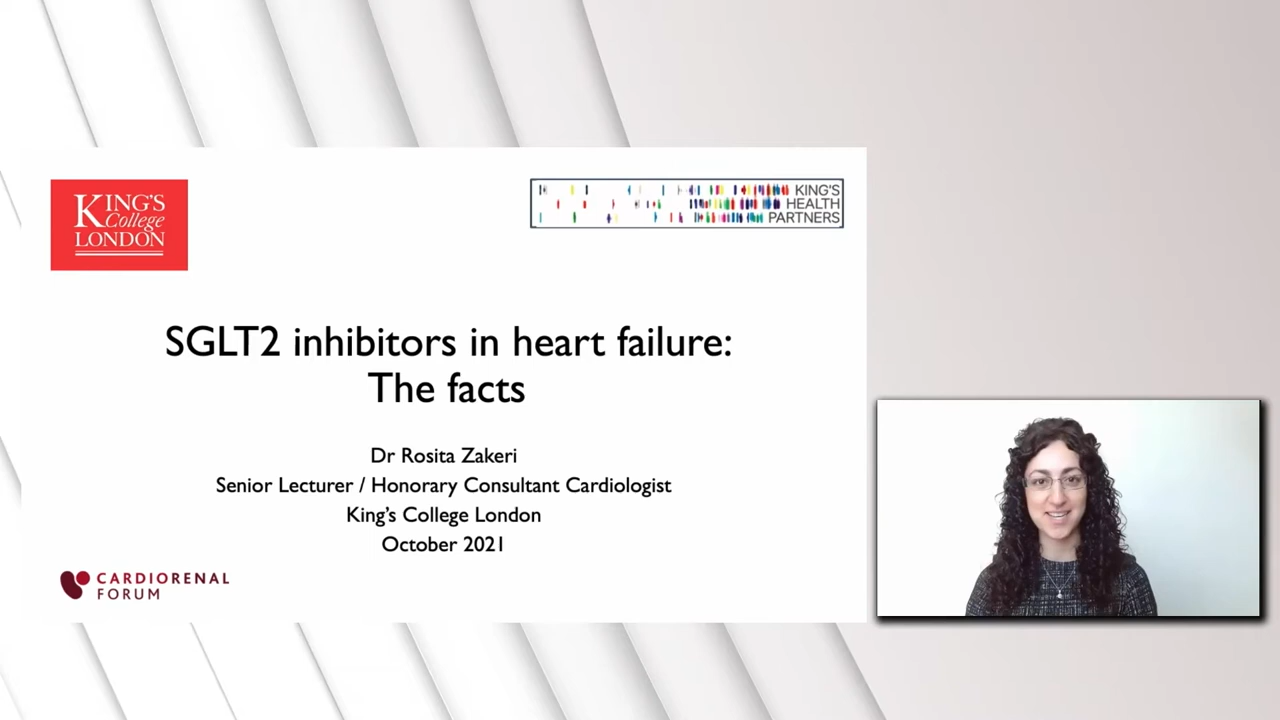 KING'S
College
LONDON
KING'S
HEALTH
PARTNERS
SGLT2 inhibitors in heart failure:
The facts
Dr Rosita Zakeri
Senior Lecturer / Honorary Consultant Cardiologist
King's College London
October 2021
CARDIORENAL
FORUM